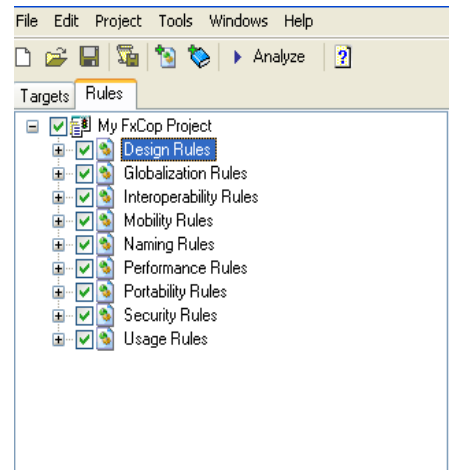 File Edit Project Tools Windows Help
Analyze ?
Targets Rules
My FxCop Project
Design Rules
Globalization Rules
Interoperability Rules
Mobility Rules
Naming Rules
Performance Rules
Portability Rules
Security Rules
Usage Rules